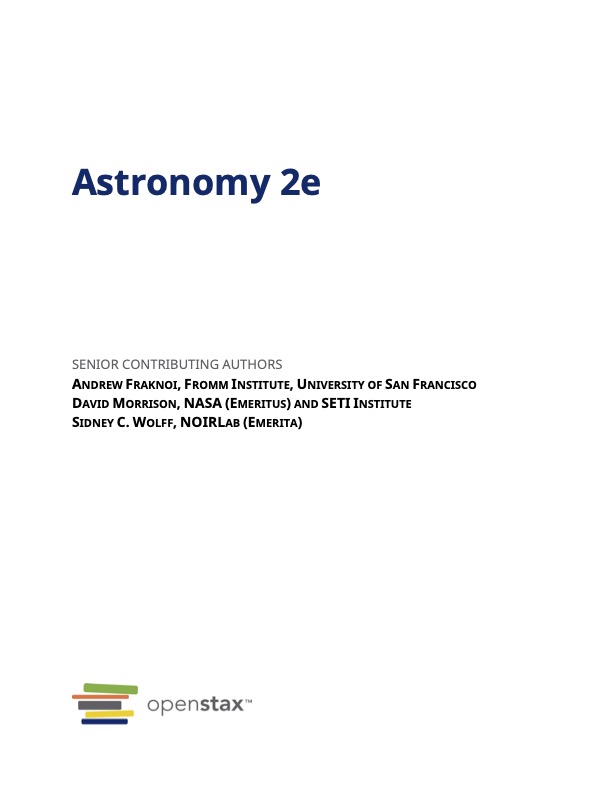 Astronomy 2e
SENIOR CONTRIBUTING AUTHORS
Andrew Fraknoi, Fromm Institute, University of San Francisco
David Morrison, NASA (Emeritus) and SETI Institute
Sidney C. Wolff, NOIRLab (Emerita)
openstax™